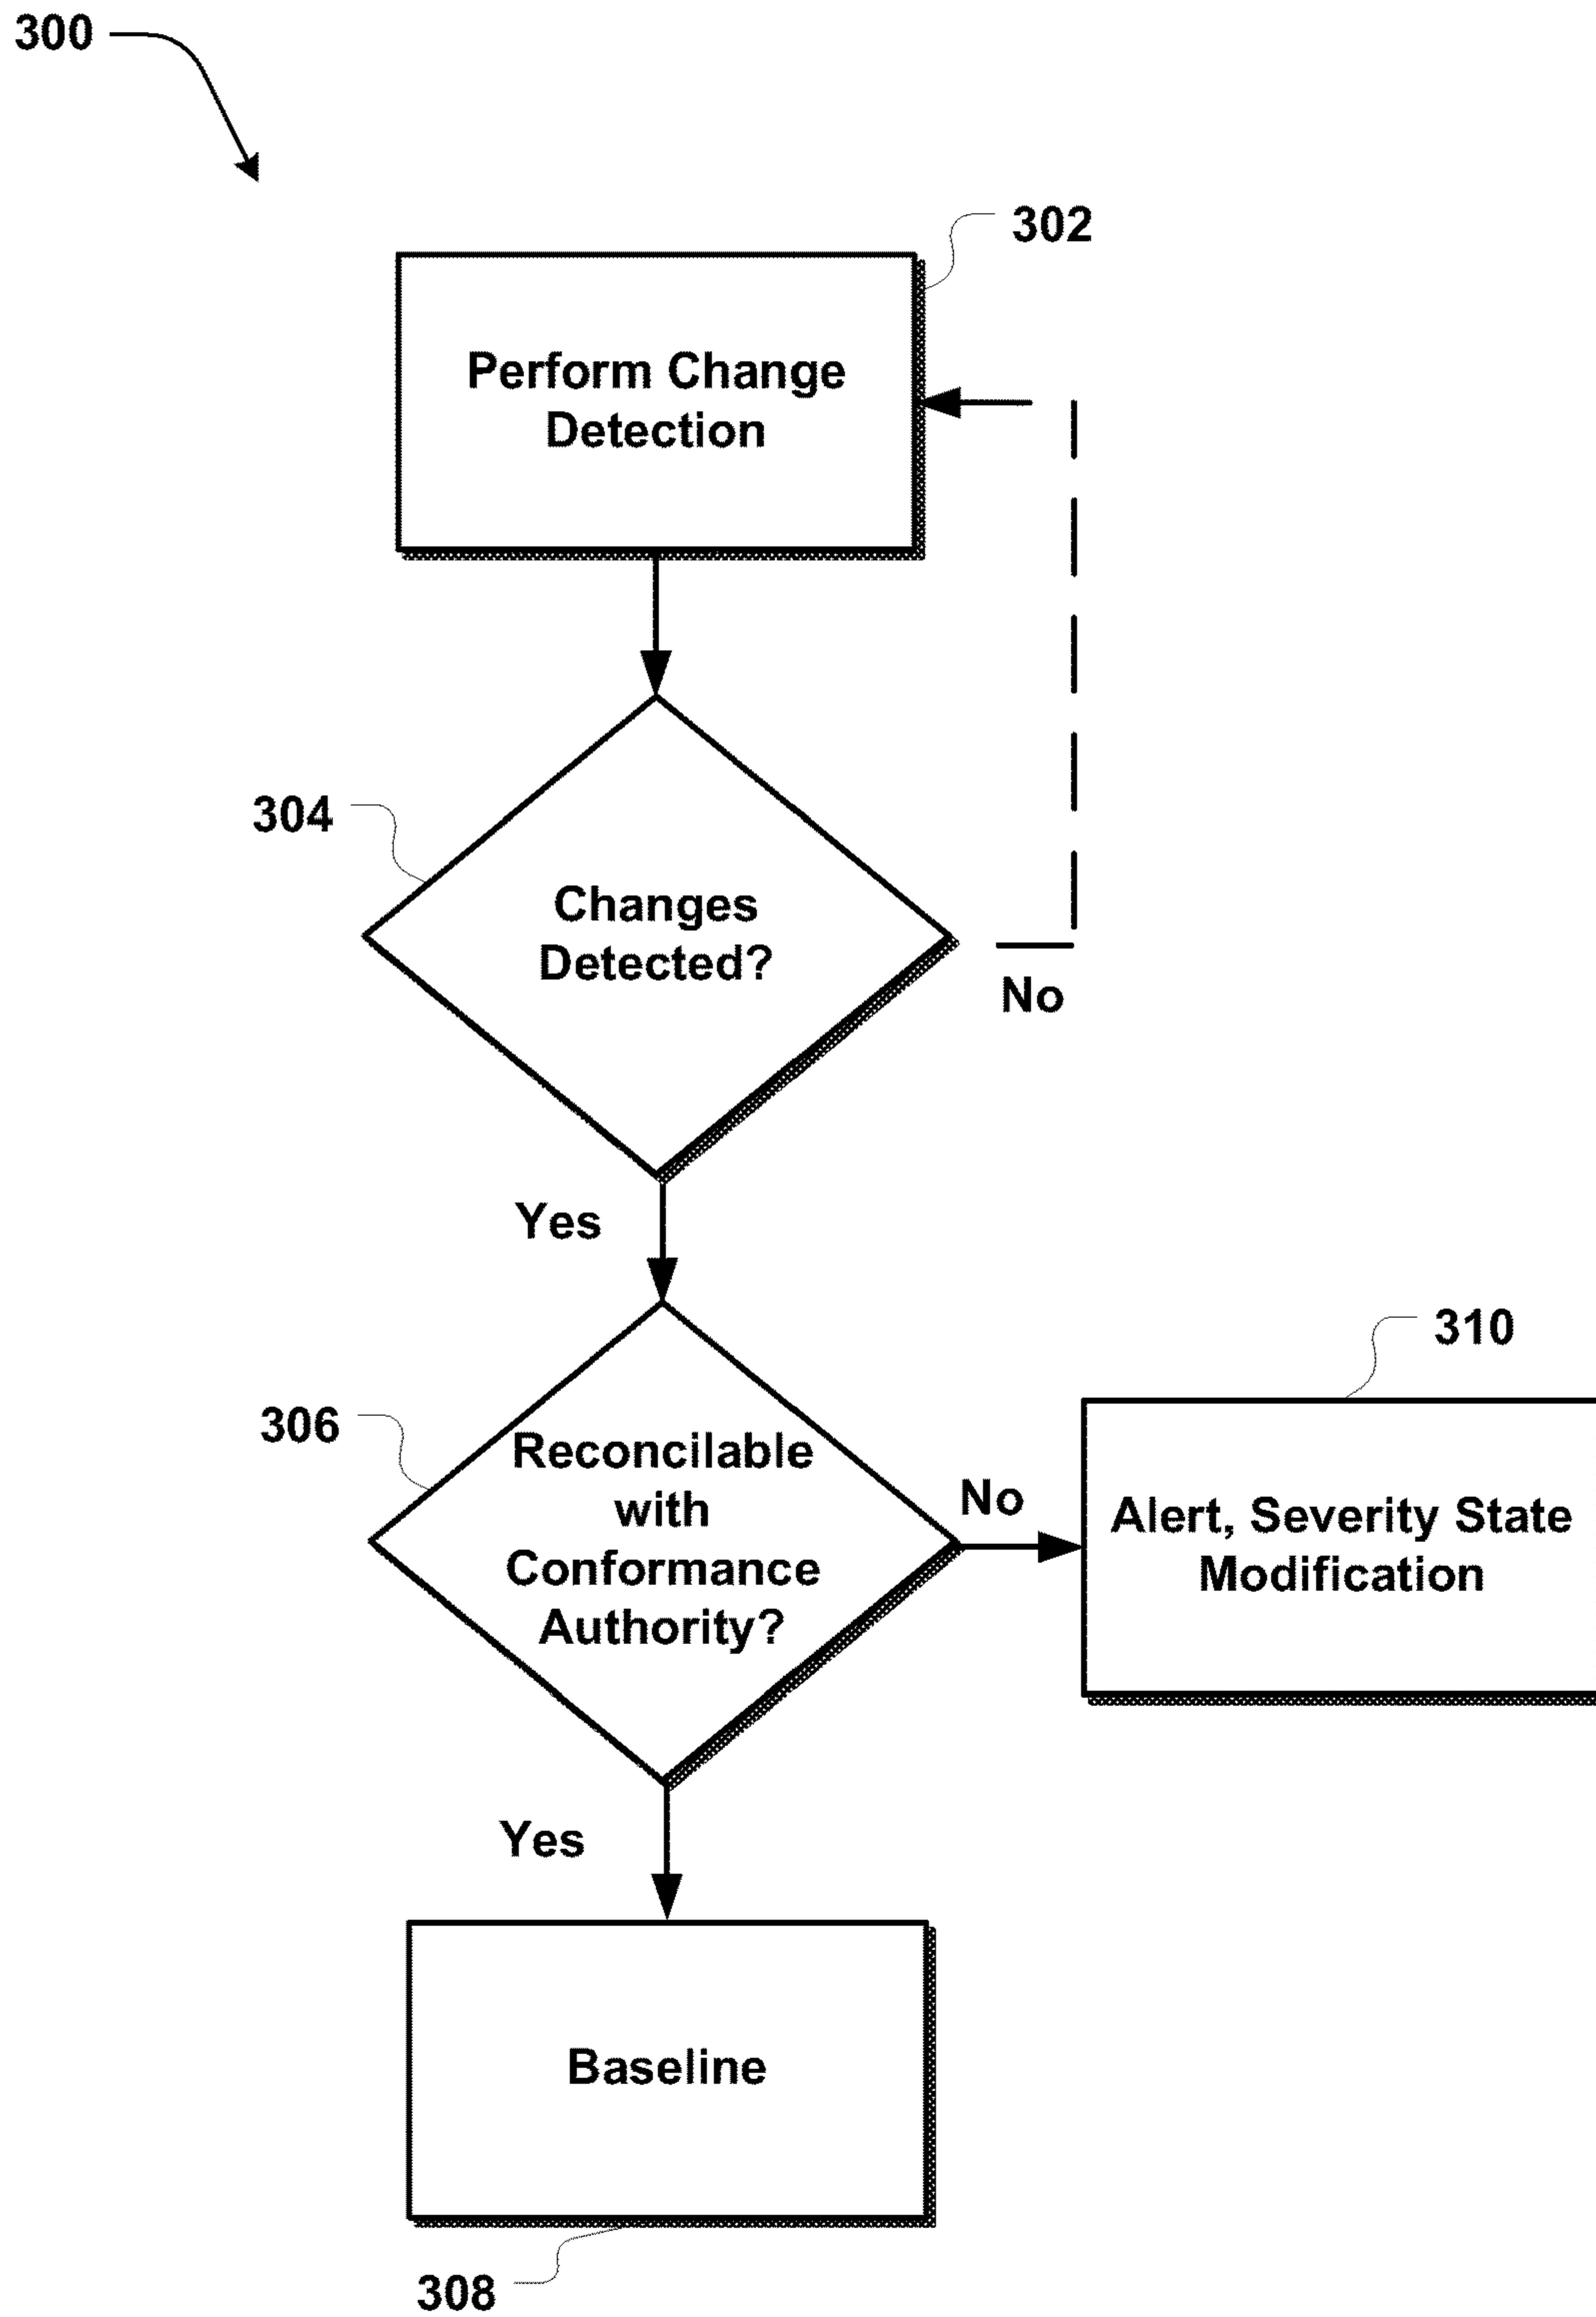 300
302
Perform Change
Detection
304
Changes
Detected?
No
Yes
310
306
Reconcilable
with
Conformance
Authority?
No
Alert, Severity State
Modification
Yes
Baseline
308